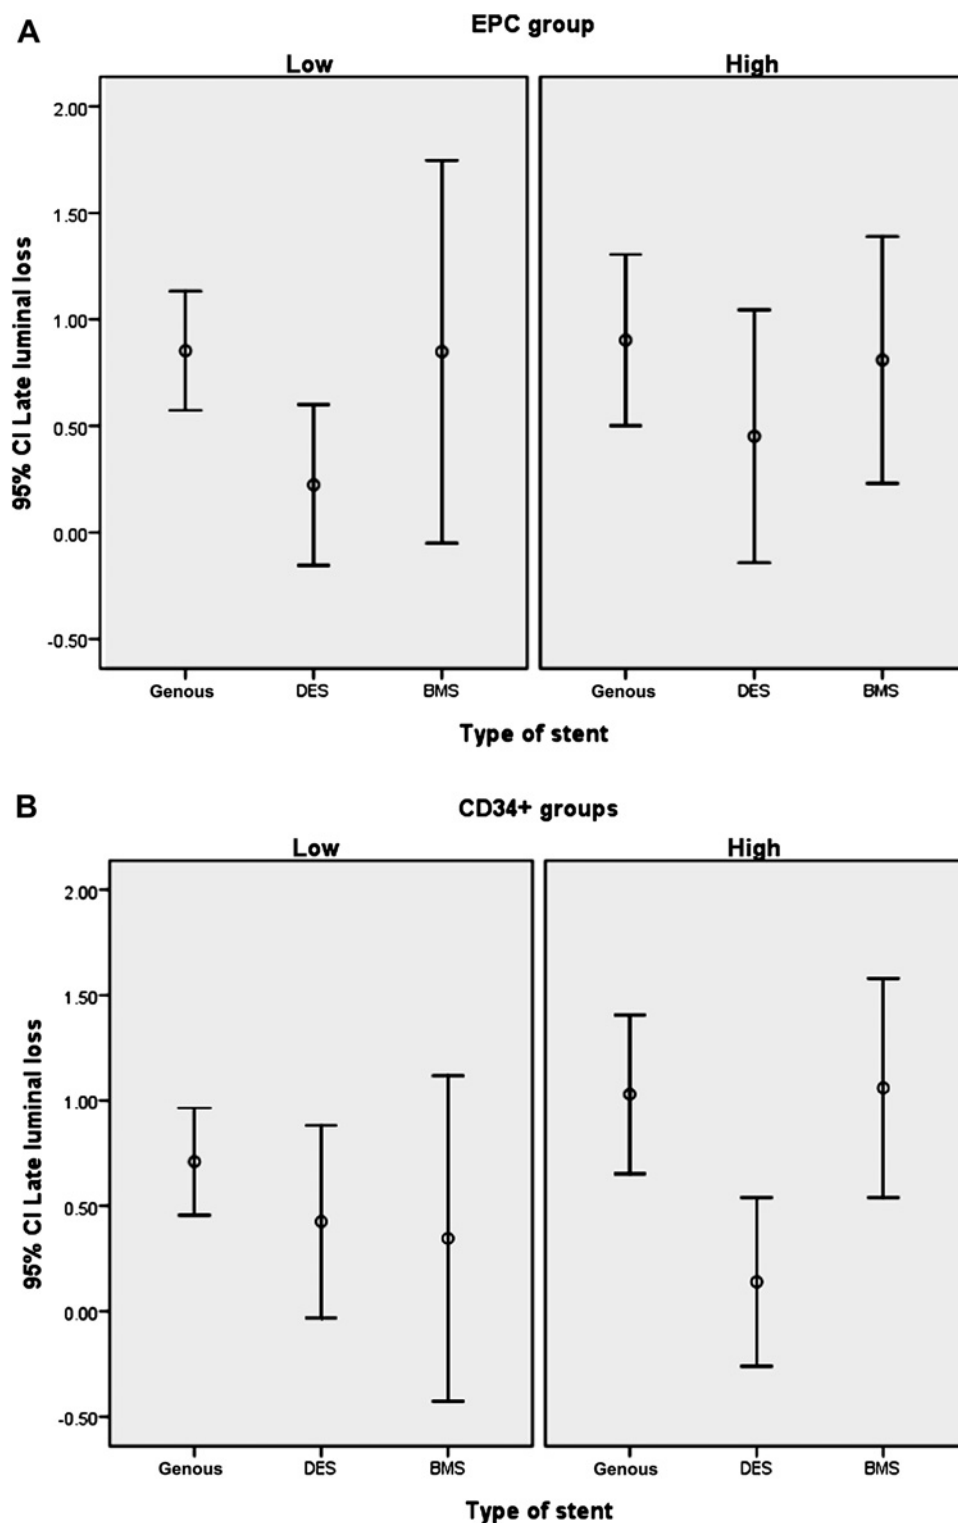 A
EPC group
Low
High
95% CI Late luminal loss
2.00
1.50
1.00
0.50
0.00
-0.50
Genous DES BMS
Genous DES BMS
Type of stent
B
CD34+ groups
Low
High
95% CI Late luminal loss
2.00
1.50
1.00
0.50
0.00
-0.50
Genous DES BMS
Genous DES BMS
Type of stent